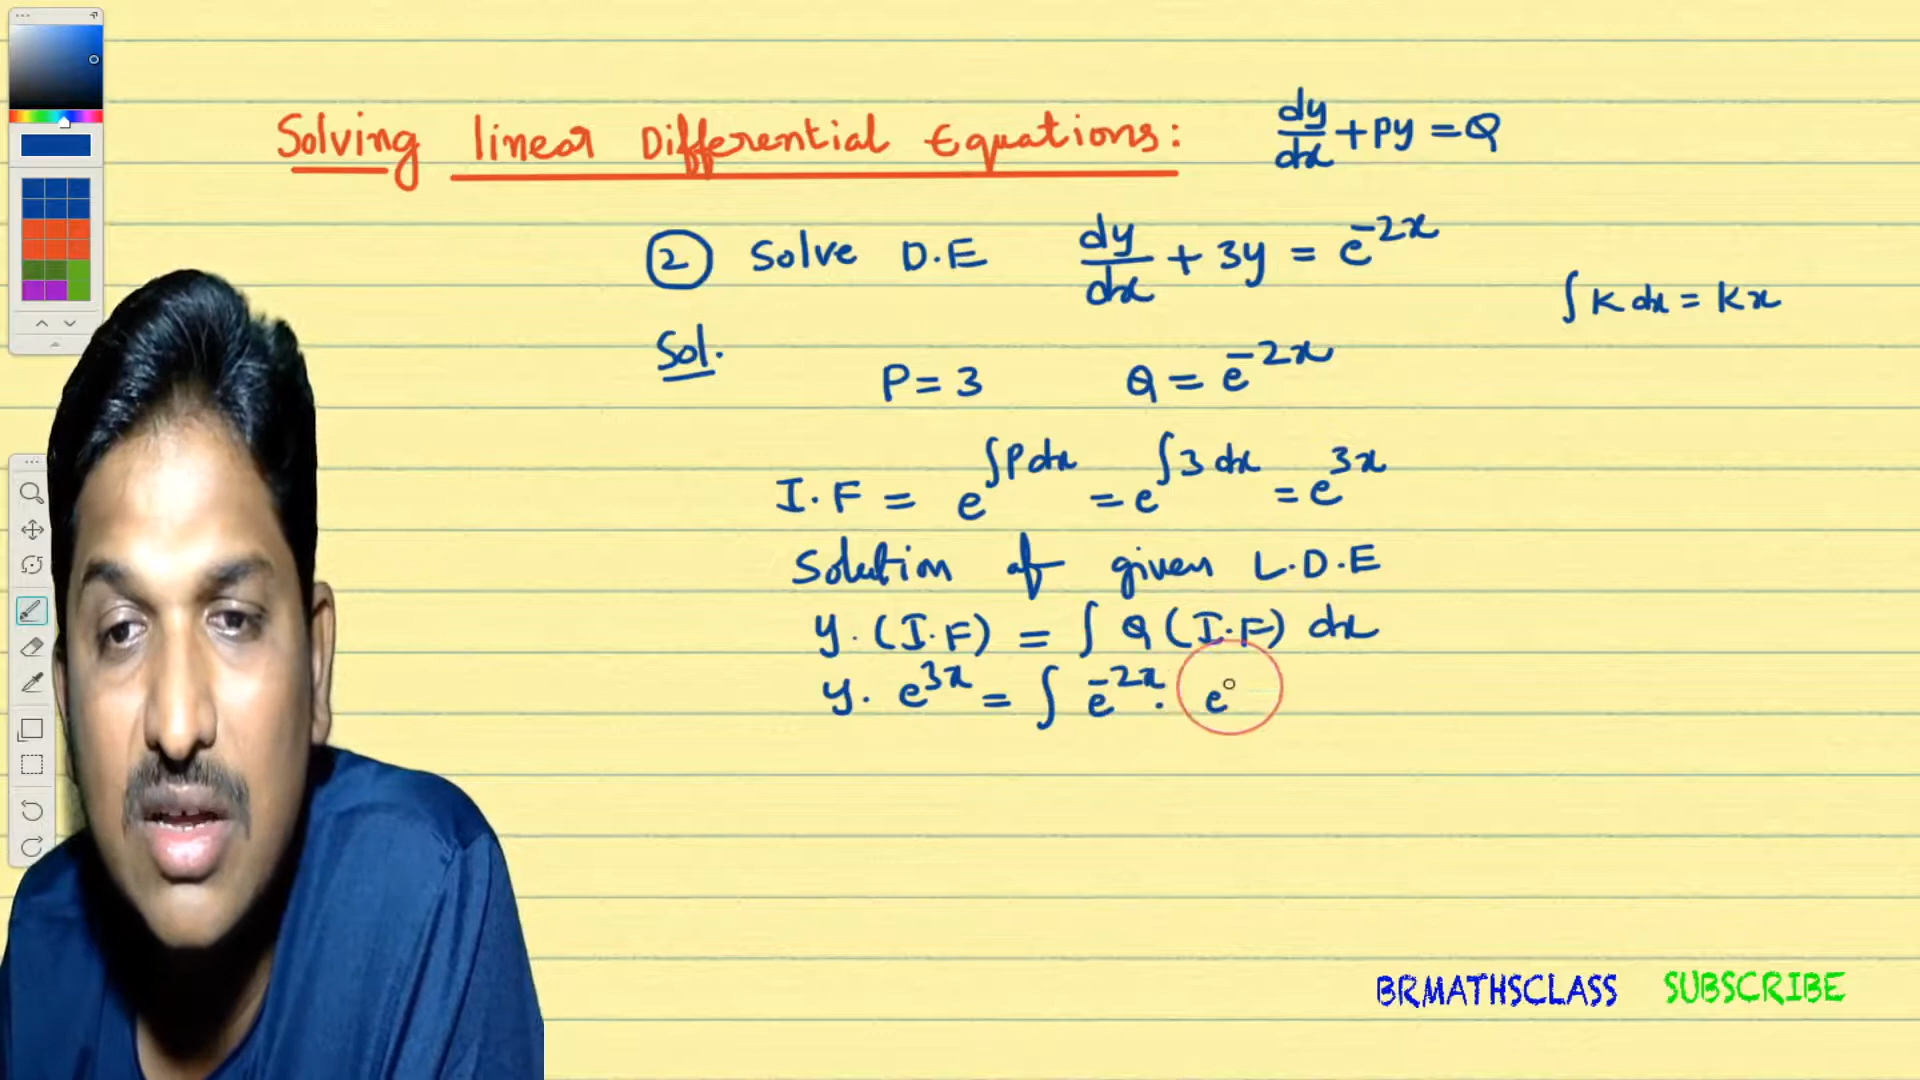 Solving linear Differential Equations: dy/dx + Py = Q
② Solve D.E dy/dx + 3y = e^-2x
∫ K dx = Kx
Sol.
P = 3 Q = e^-2x
I.F = e^∫P dx = e^∫3 dx = e^3x
Solution of given L.D.E
y.(I.F) = ∫ Q (I.F) dx
y. e^3x = ∫ e^-2x . e
BRMATHSCLASS SUBSCRIBE